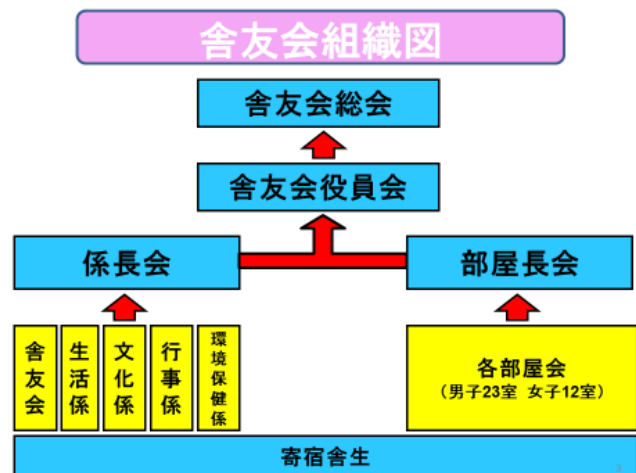 舎友会組織図
舎友会総会
舎友会役員会
係長会
部屋長会
舎友会
生活係
文化係
行事係
環境保健係
各部屋会
（男子23室 女子12室）
寄宿舎生
3